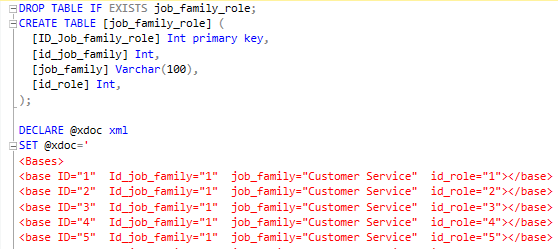 DROP TABLE IF EXISTS job_family_role;
CREATE TABLE [job_family_role] (
[ID_Job_family_role] Int primary key,
[id_job_family] Int,
[job_family] Varchar(100),
[id_role] Int,
);
DECLARE @xdoc xml
SET @xdoc='
<Bases>
<base ID="1" Id_job_family="1" job_family="Customer Service" id_role="1"></base>
<base ID="2" Id_job_family="1" job_family="Customer Service" id_role="2"></base>
<base ID="3" Id_job_family="1" job_family="Customer Service" id_role="3"></base>
<base ID="4" Id_job_family="1" job_family="Customer Service" id_role="4"></base>
<base ID="5" Id_job_family="1" job_family="Customer Service" id_role="5"></base>